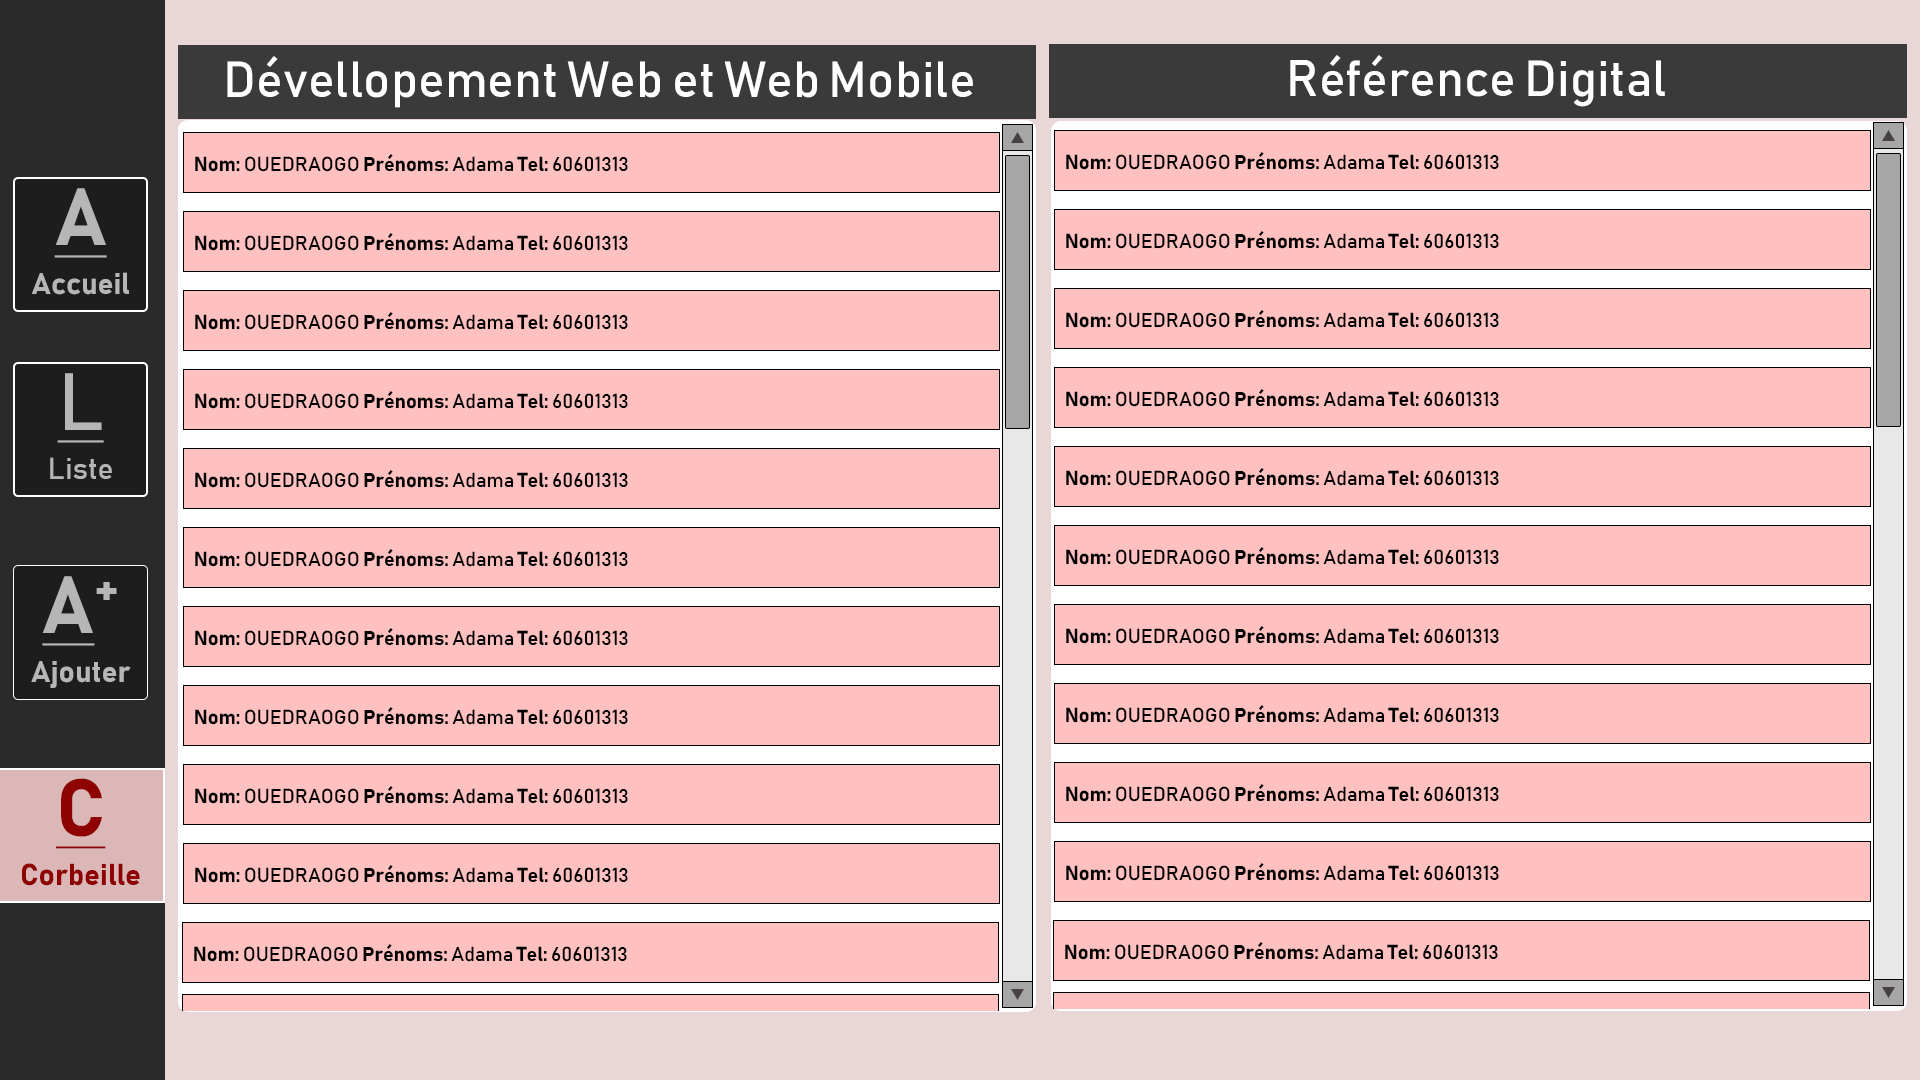 A
Accueil
L
Liste
A+
Ajouter
C
Corbeille
Dévellopement Web et Web Mobile
Nom: OUEDRAOGO Prénoms: Adama Tel: 60601313
Nom: OUEDRAOGO Prénoms: Adama Tel: 60601313
Nom: OUEDRAOGO Prénoms: Adama Tel: 60601313
Nom: OUEDRAOGO Prénoms: Adama Tel: 60601313
Nom: OUEDRAOGO Prénoms: Adama Tel: 60601313
Nom: OUEDRAOGO Prénoms: Adama Tel: 60601313
Nom: OUEDRAOGO Prénoms: Adama Tel: 60601313
Nom: OUEDRAOGO Prénoms: Adama Tel: 60601313
Nom: OUEDRAOGO Prénoms: Adama Tel: 60601313
Nom: OUEDRAOGO Prénoms: Adama Tel: 60601313
Nom: OUEDRAOGO Prénoms: Adama Tel: 60601313
Référence Digital
Nom: OUEDRAOGO Prénoms: Adama Tel: 60601313
Nom: OUEDRAOGO Prénoms: Adama Tel: 60601313
Nom: OUEDRAOGO Prénoms: Adama Tel: 60601313
Nom: OUEDRAOGO Prénoms: Adama Tel: 60601313
Nom: OUEDRAOGO Prénoms: Adama Tel: 60601313
Nom: OUEDRAOGO Prénoms: Adama Tel: 60601313
Nom: OUEDRAOGO Prénoms: Adama Tel: 60601313
Nom: OUEDRAOGO Prénoms: Adama Tel: 60601313
Nom: OUEDRAOGO Prénoms: Adama Tel: 60601313
Nom: OUEDRAOGO Prénoms: Adama Tel: 60601313
Nom: OUEDRAOGO Prénoms: Adama Tel: 60601313